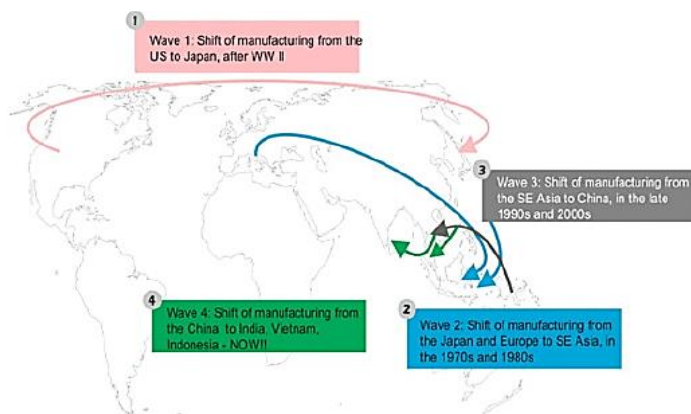 1
Wave 1: Shift of manufacturing from the
US to Japan, after WW II
3
Wave 3: Shift of manufacturing from
the SE Asia to China, in the late
1990s and 2000s
4
Wave 4: Shift of manufacturing from
the China to India, Vietnam,
Indonesia - NOW!!
2
Wave 2: Shift of manufacturing from
the Japan and Europe to SE Asia, in
the 1970s and 1980s